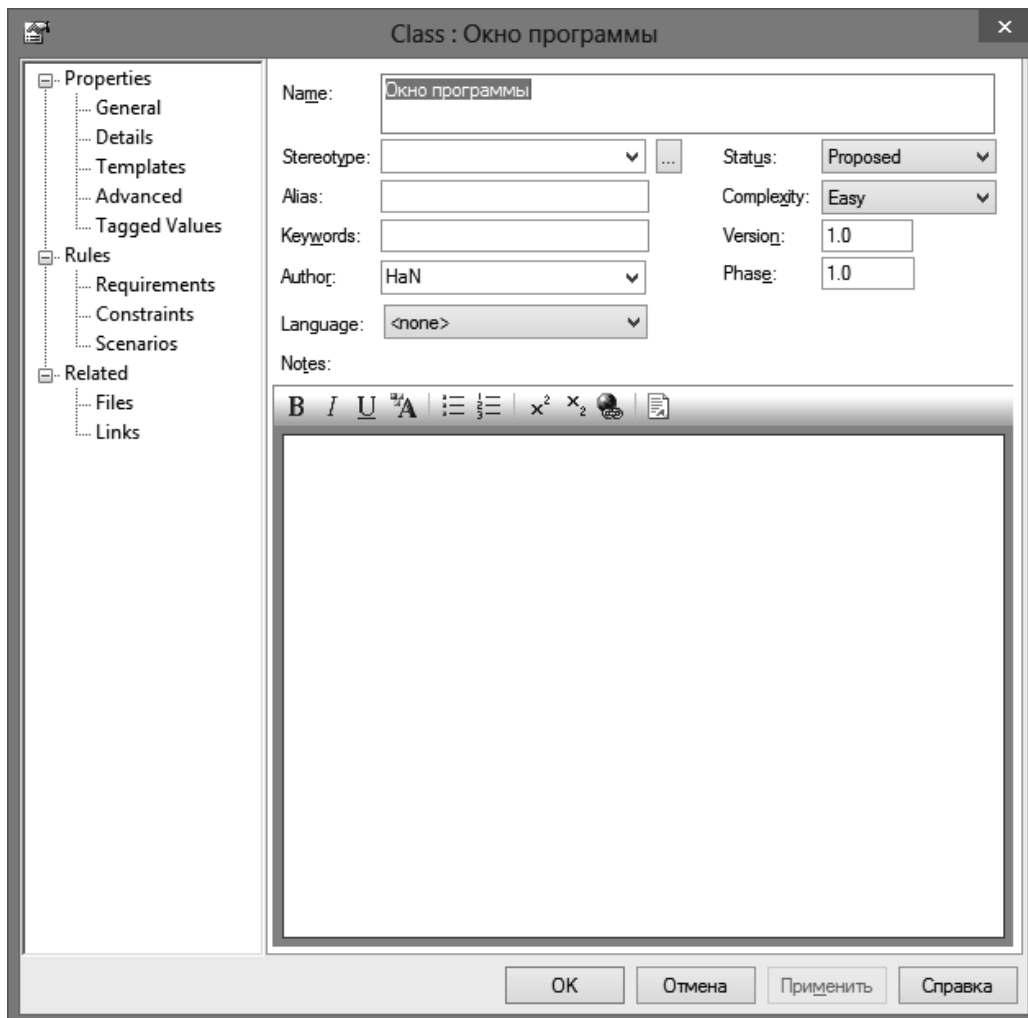 Class : Окно программы
Properties
General
Details
Templates
Advanced
Tagged Values
Rules
Requirements
Constraints
Scenarios
Related
Files
Links
Name: Окно программы
Stereotype: ... Status: Proposed
Alias: Complexity: Easy
Keywords: Version: 1.0
Author: HaN Phase: 1.0
Language: <none>
Notes:
B I U A x² x₂
OK Отмена Применить Справка